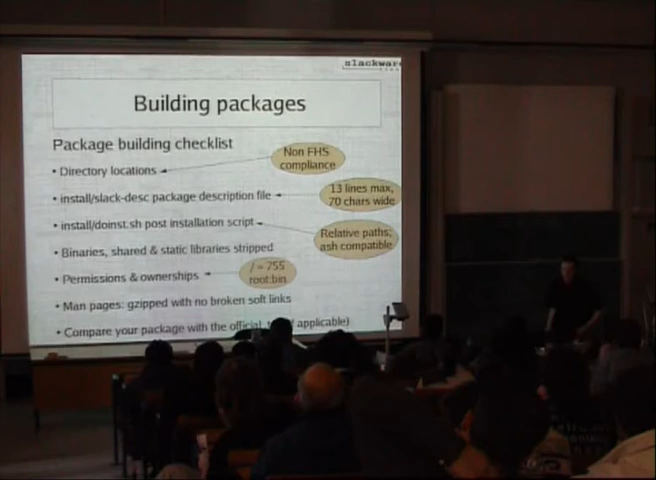 slackware
Building packages
Package building checklist
Non FHS
compliance
• Directory locations
13 lines max,
70 chars wide
• install/slack-desc package description file
• install/doinst.sh post installation script
Relative paths;
ash compatible
• Binaries, shared & static libraries stripped
/ = 755
root:bin
• Permissions & ownerships
• Man pages: gzipped with no broken soft links
• Compare your package with the official applicable)